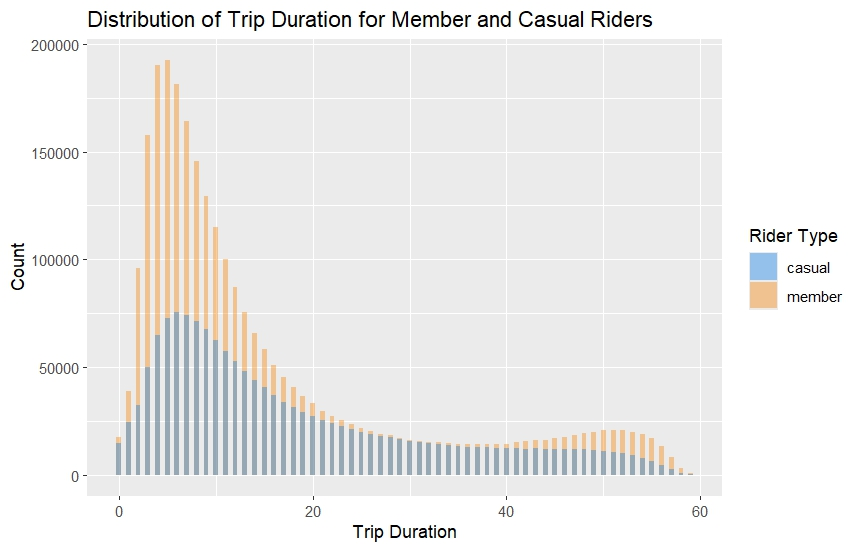 Distribution of Trip Duration for Member and Casual Riders
200000
150000
100000
50000
0
Count
0 20 40 60
Trip Duration
Rider Type
casual
member